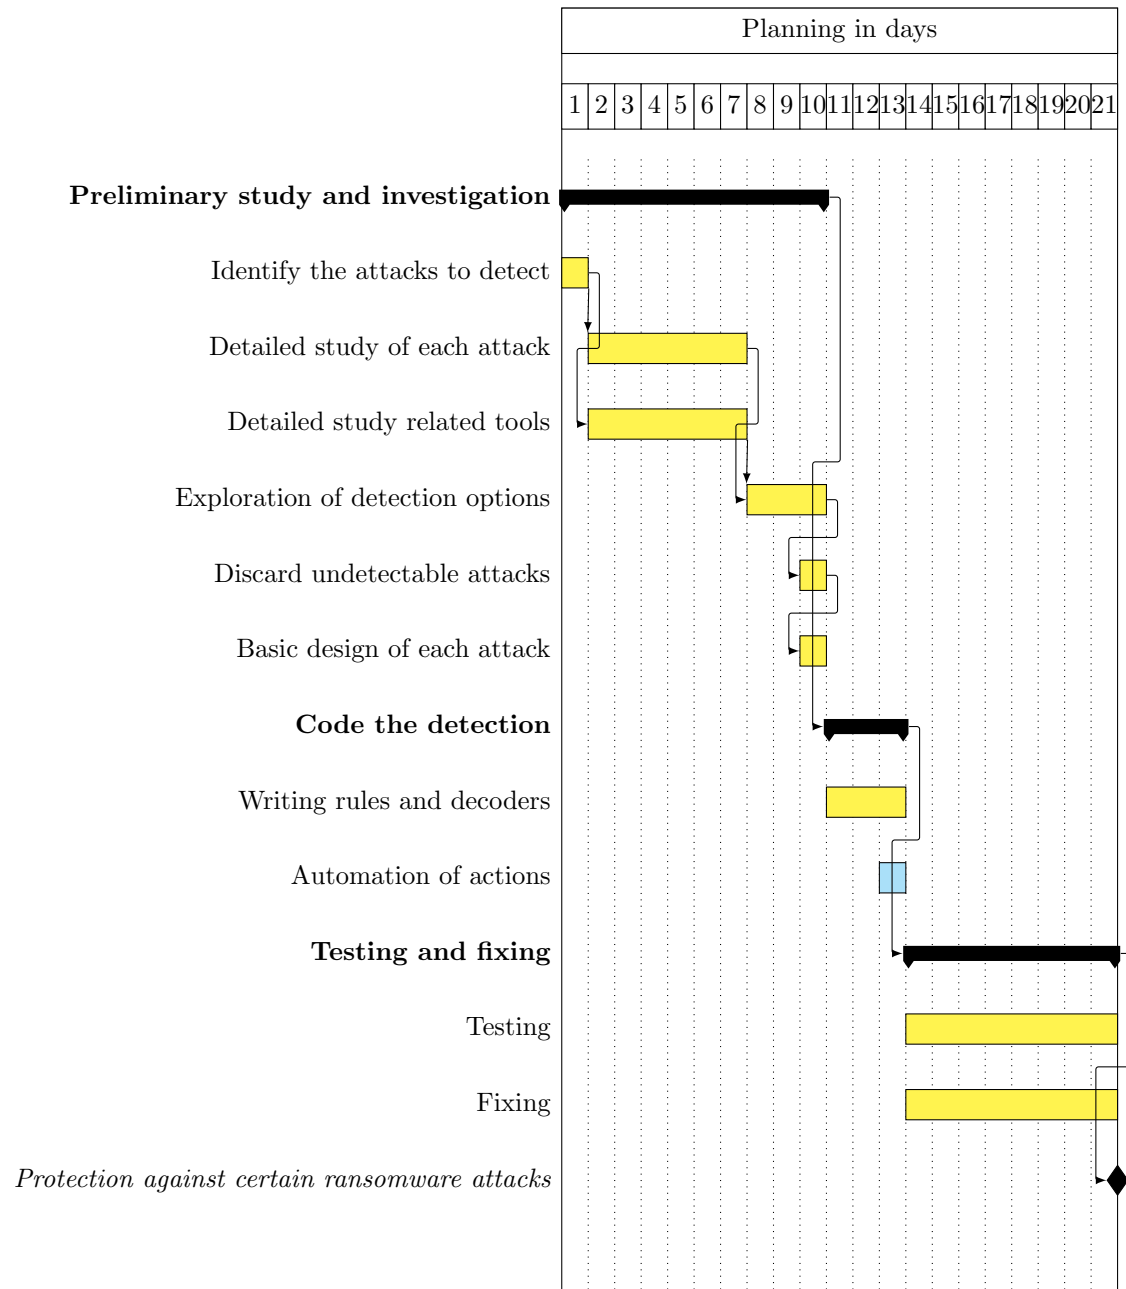 Planning in days
1 2 3 4 5 6 7 8 9 10 11 12 13 14 15 16 17 18 19 20 21
Preliminary study and investigation
Identify the attacks to detect
Detailed study of each attack
Detailed study related tools
Exploration of detection options
Discard undetectable attacks
Basic design of each attack
Code the detection
Writing rules and decoders
Automation of actions
Testing and fixing
Testing
Fixing
Protection against certain ransomware attacks